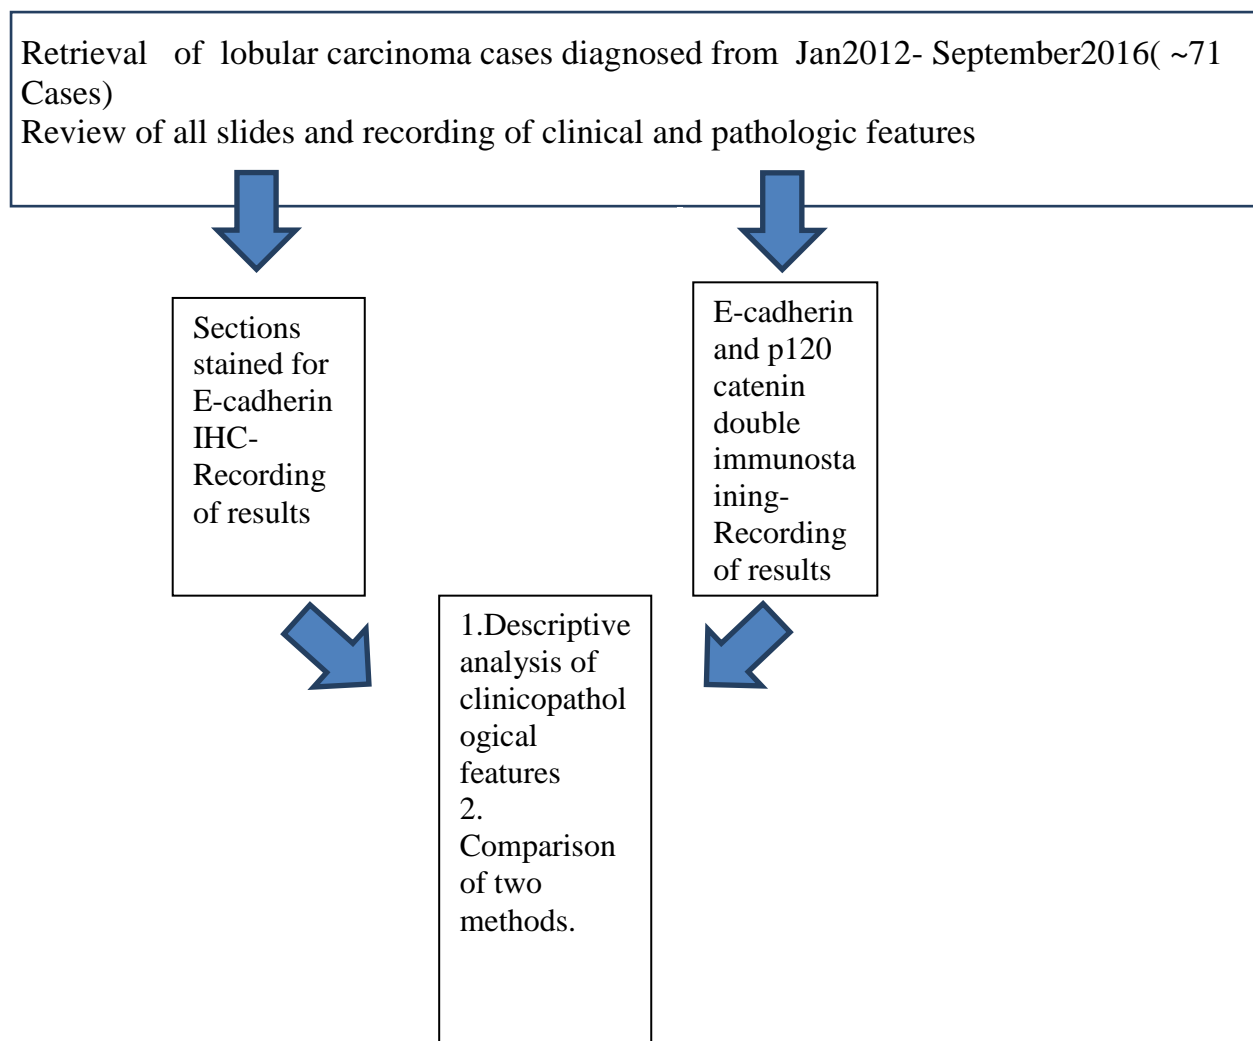 Retrieval of lobular carcinoma cases diagnosed from Jan2012- September2016( ~71
Cases)
Review of all slides and recording of clinical and pathologic features
Sections
stained for
E-cadherin
IHC-
Recording
of results
E-cadherin
and p120
catenin
double
immunosta
ining-
Recording
of results
1.Descriptive
analysis of
clinicopathol
ogical
features
2.
Comparison
of two
methods.